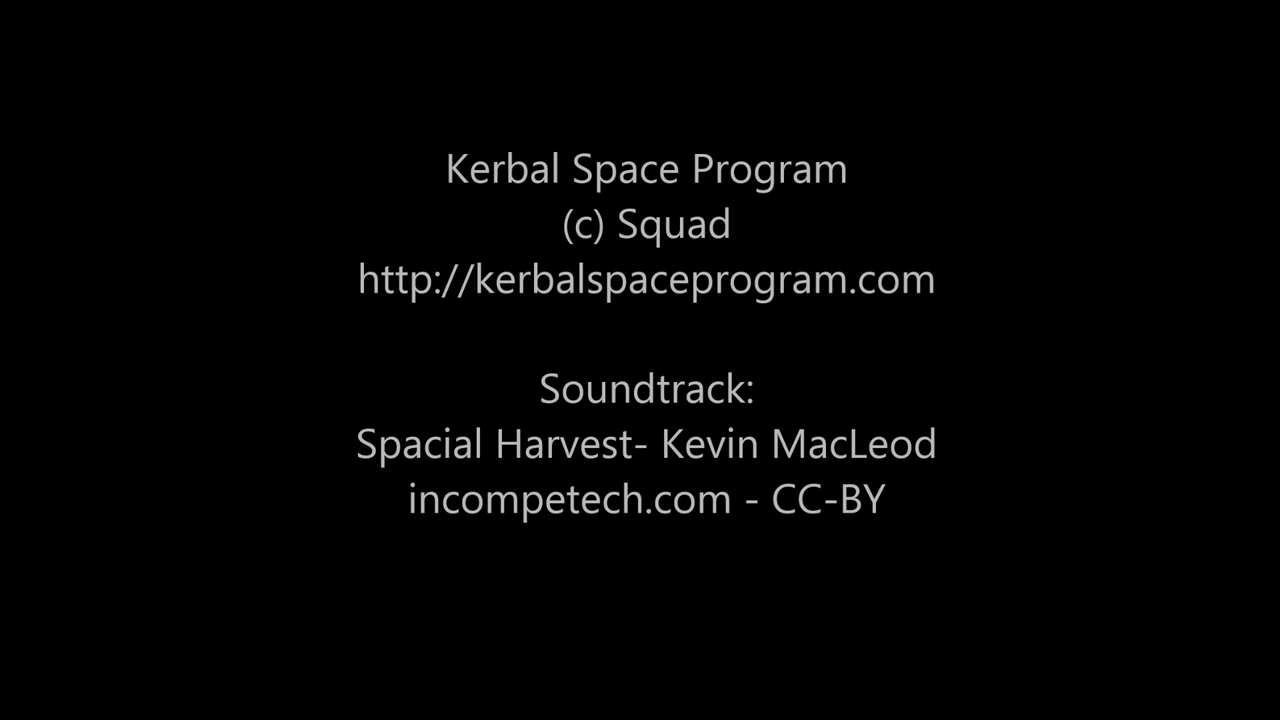 Kerbal Space Program
(c) Squad
http://kerbalspaceprogram.com
Soundtrack:
Spacial Harvest- Kevin MacLeod
incompetech.com - CC-BY